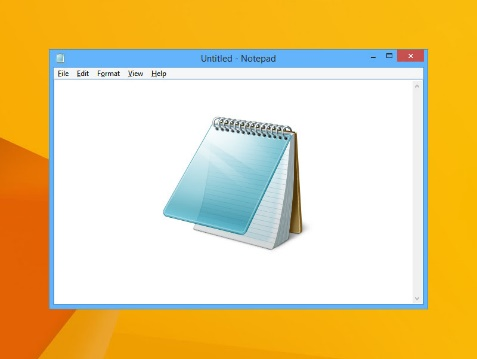 Untitled - Notepad
File Edit Format View Help